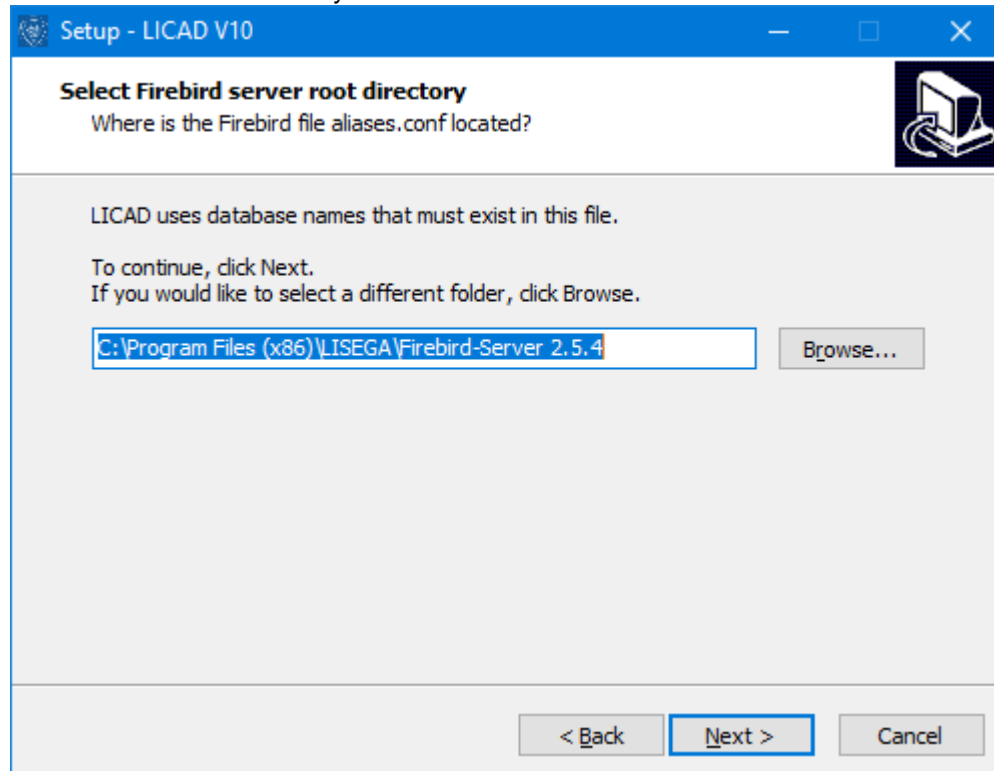 Setup - LICAD V10
Select Firebird server root directory
Where is the Firebird file aliases.conf located?
LICAD uses database names that must exist in this file.
To continue, click Next.
If you would like to select a different folder, click Browse.
C:\Program Files (x86)\LISEGA\Firebird-Server 2.5.4
Browse...
< Back
Next >
Cancel